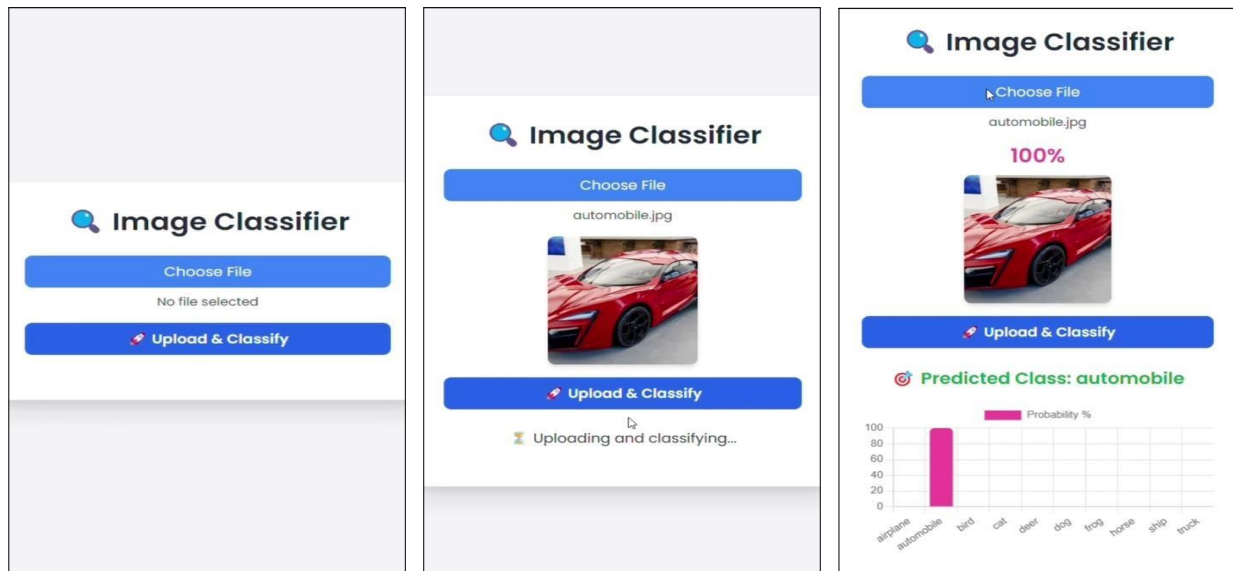 Image Classifier
Choose File
No file selected
🚀 Upload & Classify
Image Classifier
Choose File
automobile.jpg
🚀 Upload & Classify
⏳ Uploading and classifying...
Image Classifier
Choose File
automobile.jpg
100%
🚀 Upload & Classify
🎯 Predicted Class: automobile
Probability %
100
80
60
40
20
0
airplane
automobile
bird
cat
deer
dog
frog
horse
ship
truck